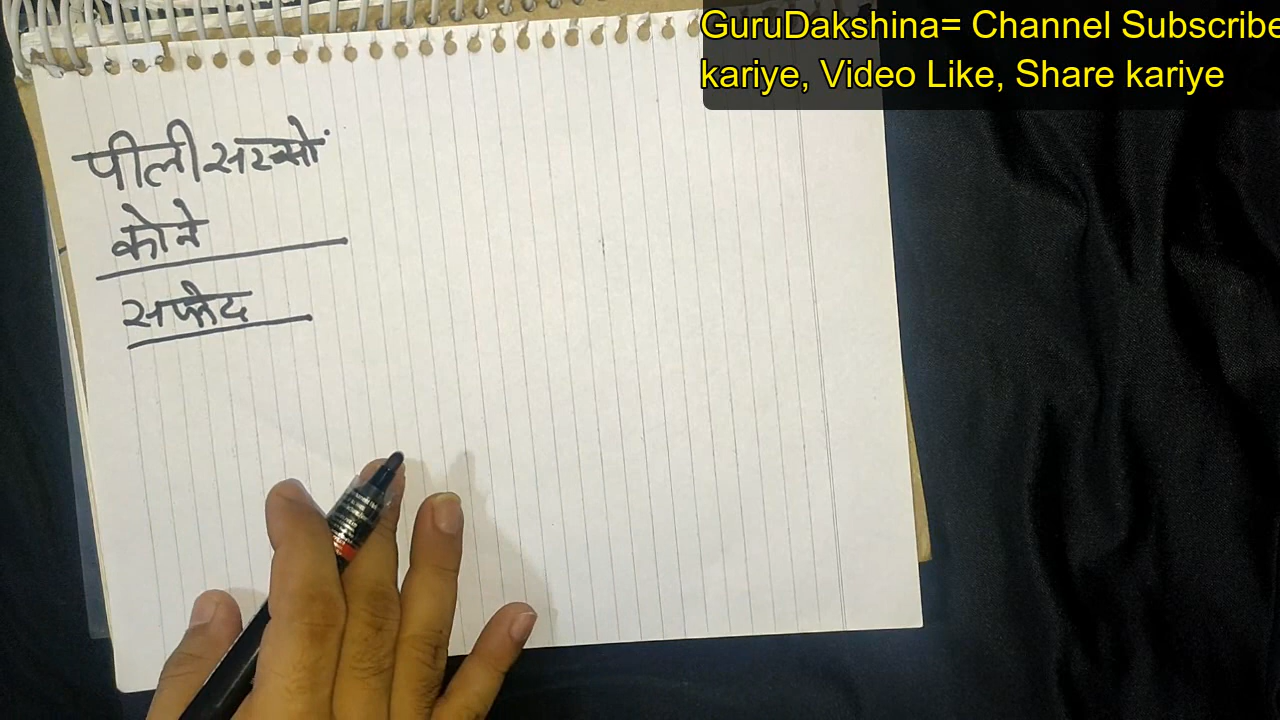 GuruDakshina= Channel Subscribe
kariye, Video Like, Share kariye
पीली सरसों
कोने
सफेद